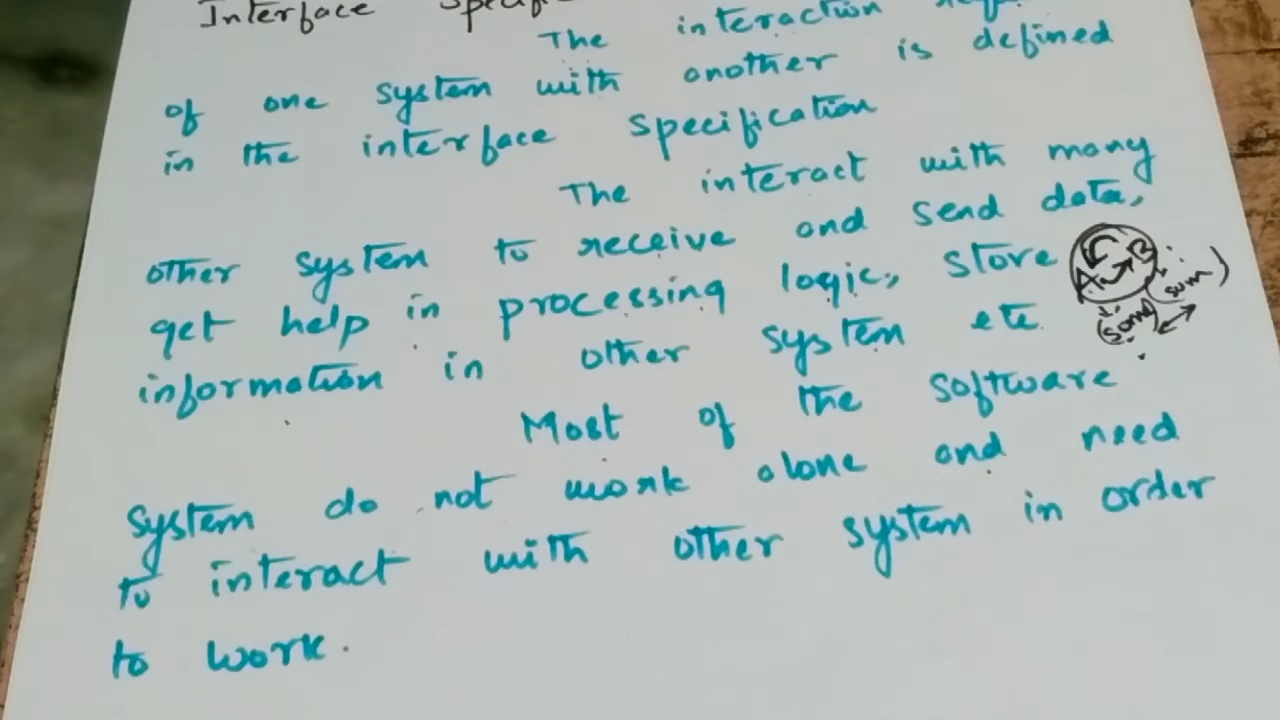 Interface
The interaction
of one system with another is defined
in the interface specification
The interact with many
other system to receive and send data,
get help in processing logic, store
information in other system etc
A B
(sum)
Most of the software
system do not work alone and need
to interact with other system in order
to work.